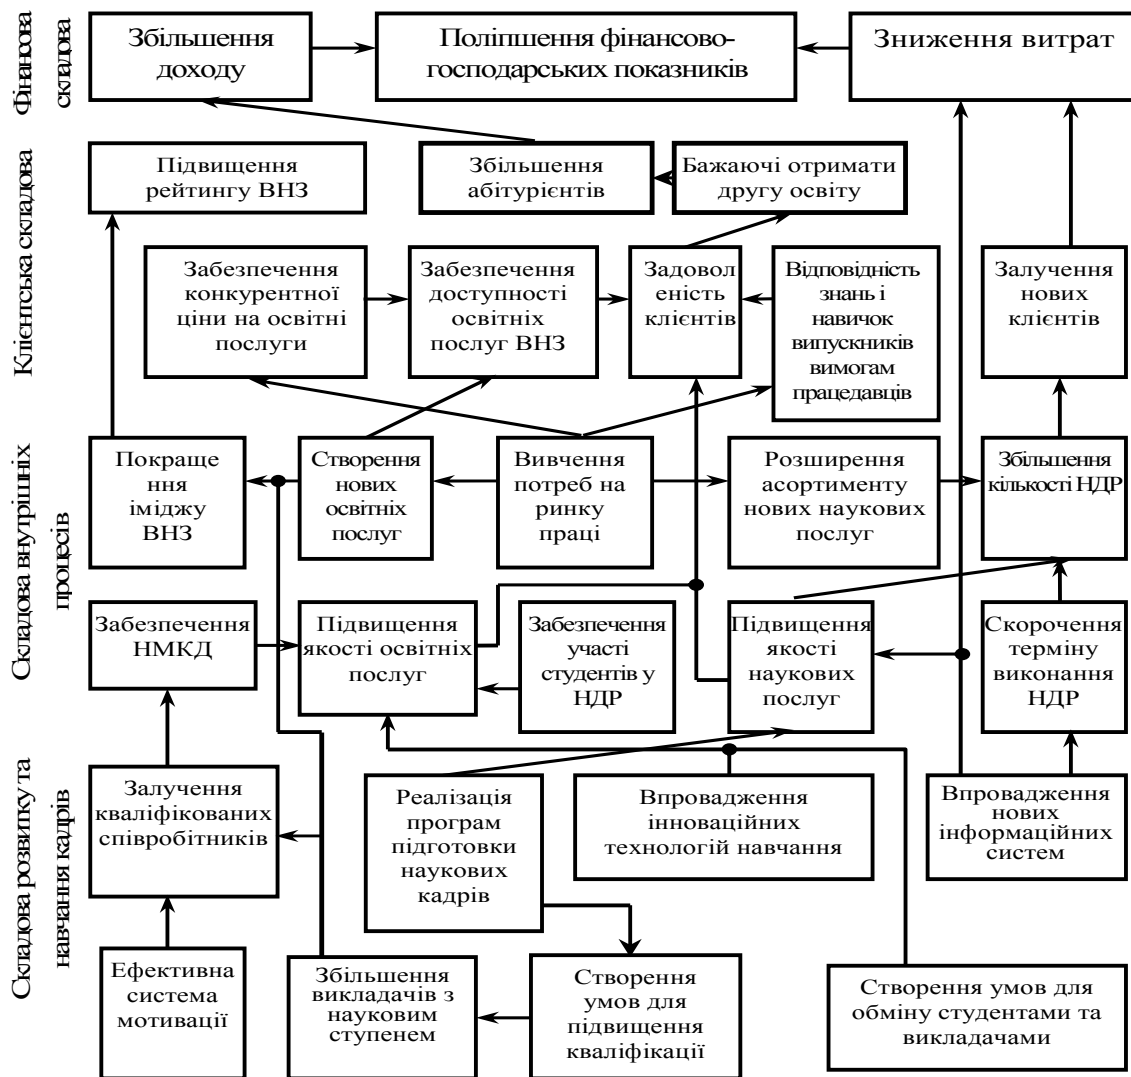 Фінансова
складова
Збільшення
доходу
Поліпшення фінансово-
господарських показників
Зниження витрат
Клієнтська складова
Підвищення
рейтингу ВНЗ
Збільшення
абітурієнтів
Бажаючі отримати
другу освіту
Забезпечення
конкурентної
ціни на освітні
послуги
Забезпечення
доступності
освітніх
послуг ВНЗ
Задовол
еність
клієнтів
Відповідність
знань і
навичок
випускників
вимогам
працедавців
Залучення
нових
клієнтів
Складова внутрішніх
процесів
Покраще
ння
іміджу
ВНЗ
Створення
нових
освітніх
послуг
Вивчення
потреб на
ринку
праці
Розширення
асортименту
нових наукових
послуг
Збільшення
кількості НДР
Забезпечення
НМКД
Підвищення
якості освітніх
послуг
Забезпечення
участі
студентів у
НДР
Підвищення
якості
наукових
послуг
Скорочення
терміну
виконання
НДР
Складова розвитку та
навчання кадрів
Залучення
кваліфікованих
співробітників
Реалізація
програм
підготовки
наукових
кадрів
Впровадження
інноваційних
технологій навчання
Впровадження
нових
інформаційних
систем
Ефективна
система
мотивації
Збільшення
викладачів з
науковим
ступенем
Створення
умов для
підвищення
кваліфікації
Створення умов для
обміну студентами та
викладачами